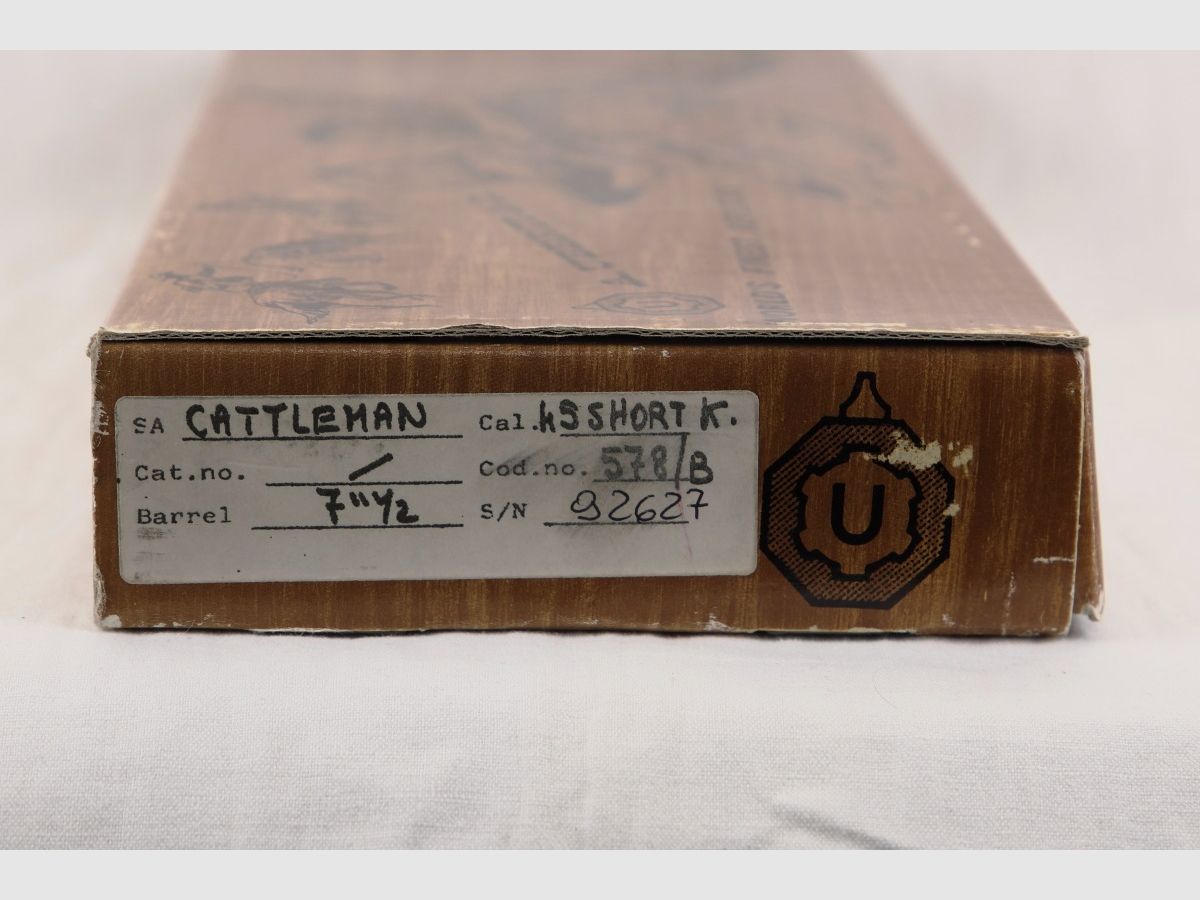 SA CATTLEMAN Cal. 45 SHORT K.
Cat.no. / Cod.no. 578/B
Barrel 7"1/2 S/N 92627
U